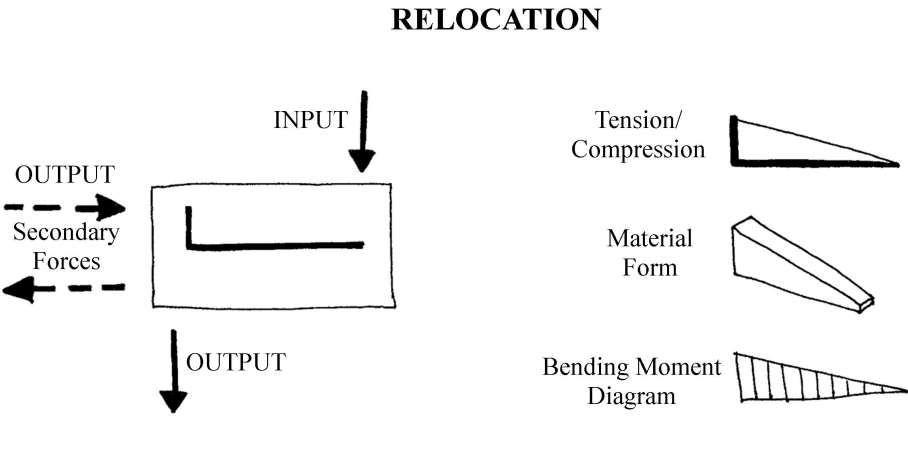 RELOCATION
INPUT
OUTPUT
Secondary
Forces
OUTPUT
Tension/
Compression
Material
Form
Bending Moment
Diagram